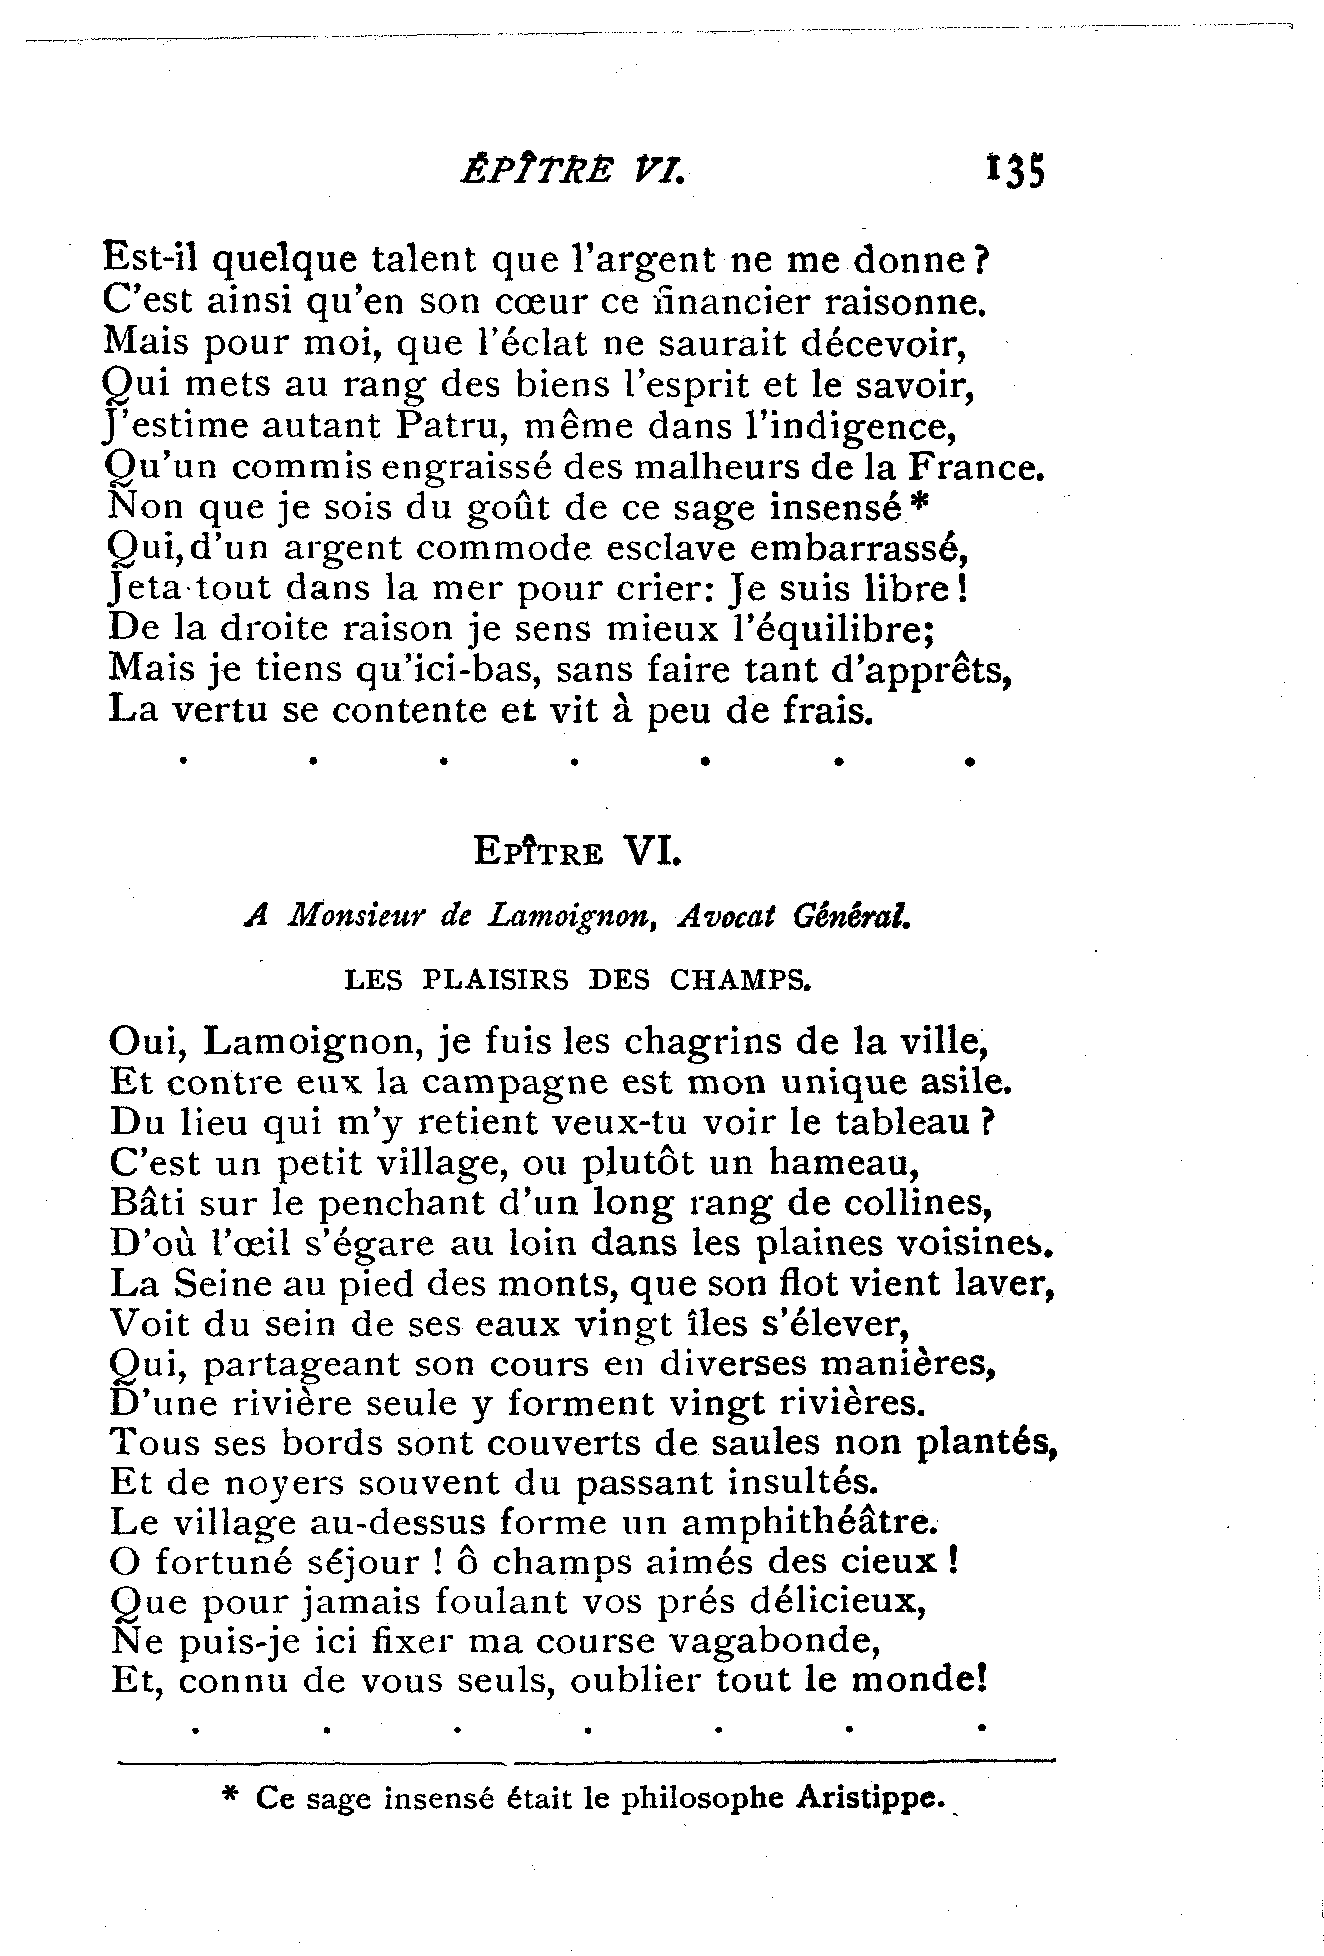 ÉPÎTRE VI. 135
Est-il quelque talent que l'argent ne me donne?
C'est ainsi qu'en son cœur ce financier raisonne.
Mais pour moi, que l'éclat ne saurait décevoir,
Qui mets au rang des biens l'esprit et le savoir,
J'estime autant Patru, même dans l'indigence,
Qu'un commis engraissé des malheurs de la France.
Non que je sois du goût de ce sage insensé*
Qui, d'un argent commode esclave embarrassé,
Jeta tout dans la mer pour crier: Je suis libre!
De la droite raison je sens mieux l'équilibre;
Mais je tiens qu'ici-bas, sans faire tant d'apprêts,
La vertu se contente et vit à peu de frais.
. . . . . . .
EPÎTRE VI.
A Monsieur de Lamoignon, Avocat Général.
LES PLAISIRS DES CHAMPS.
Oui, Lamoignon, je fuis les chagrins de la ville,
Et contre eux la campagne est mon unique asile.
Du lieu qui m'y retient veux-tu voir le tableau?
C'est un petit village, ou plutôt un hameau,
Bâti sur le penchant d'un long rang de collines,
D'où l'œil s'égare au loin dans les plaines voisines.
La Seine au pied des monts, que son flot vient laver,
Voit du sein de ses eaux vingt îles s'élever,
Qui, partageant son cours en diverses manières,
D'une rivière seule y forment vingt rivières.
Tous ses bords sont couverts de saules non plantés,
Et de noyers souvent du passant insultés.
Le village au-dessus forme un amphithéâtre.
O fortuné séjour ! ô champs aimés des cieux !
Que pour jamais foulant vos prés délicieux,
Ne puis-je ici fixer ma course vagabonde,
Et, connu de vous seuls, oublier tout le monde!
. . . . . . .
* Ce sage insensé était le philosophe Aristippe.